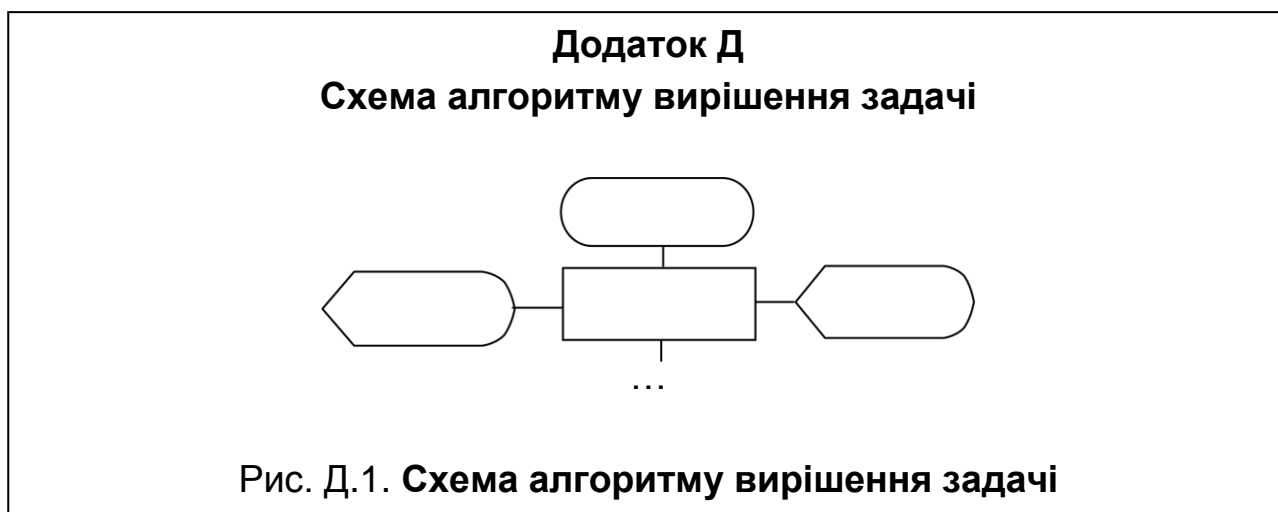 Додаток Д
Схема алгоритму вирішення задачі
…
Рис. Д.1. Схема алгоритму вирішення задачі